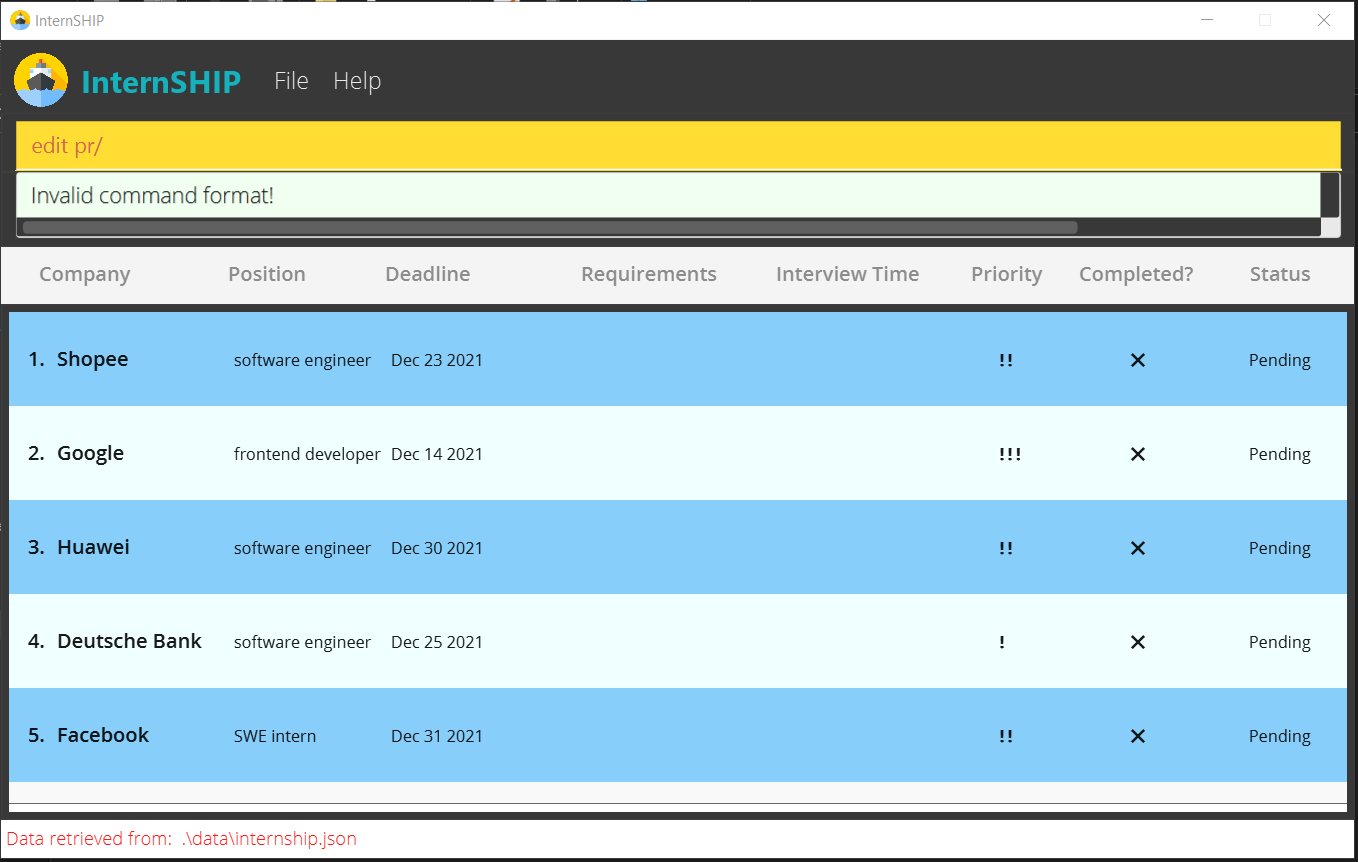 InternSHIP
InternSHIP File Help
edit pr/
Invalid command format!
Company Position Deadline Requirements Interview Time Priority Completed? Status
1. Shopee software engineer Dec 23 2021 !! ✕ Pending
2. Google frontend developer Dec 14 2021 !!! ✕ Pending
3. Huawei software engineer Dec 30 2021 !! ✕ Pending
4. Deutsche Bank software engineer Dec 25 2021 ! ✕ Pending
5. Facebook SWE intern Dec 31 2021 !! ✕ Pending
Data retrieved from: .\data\internship.json